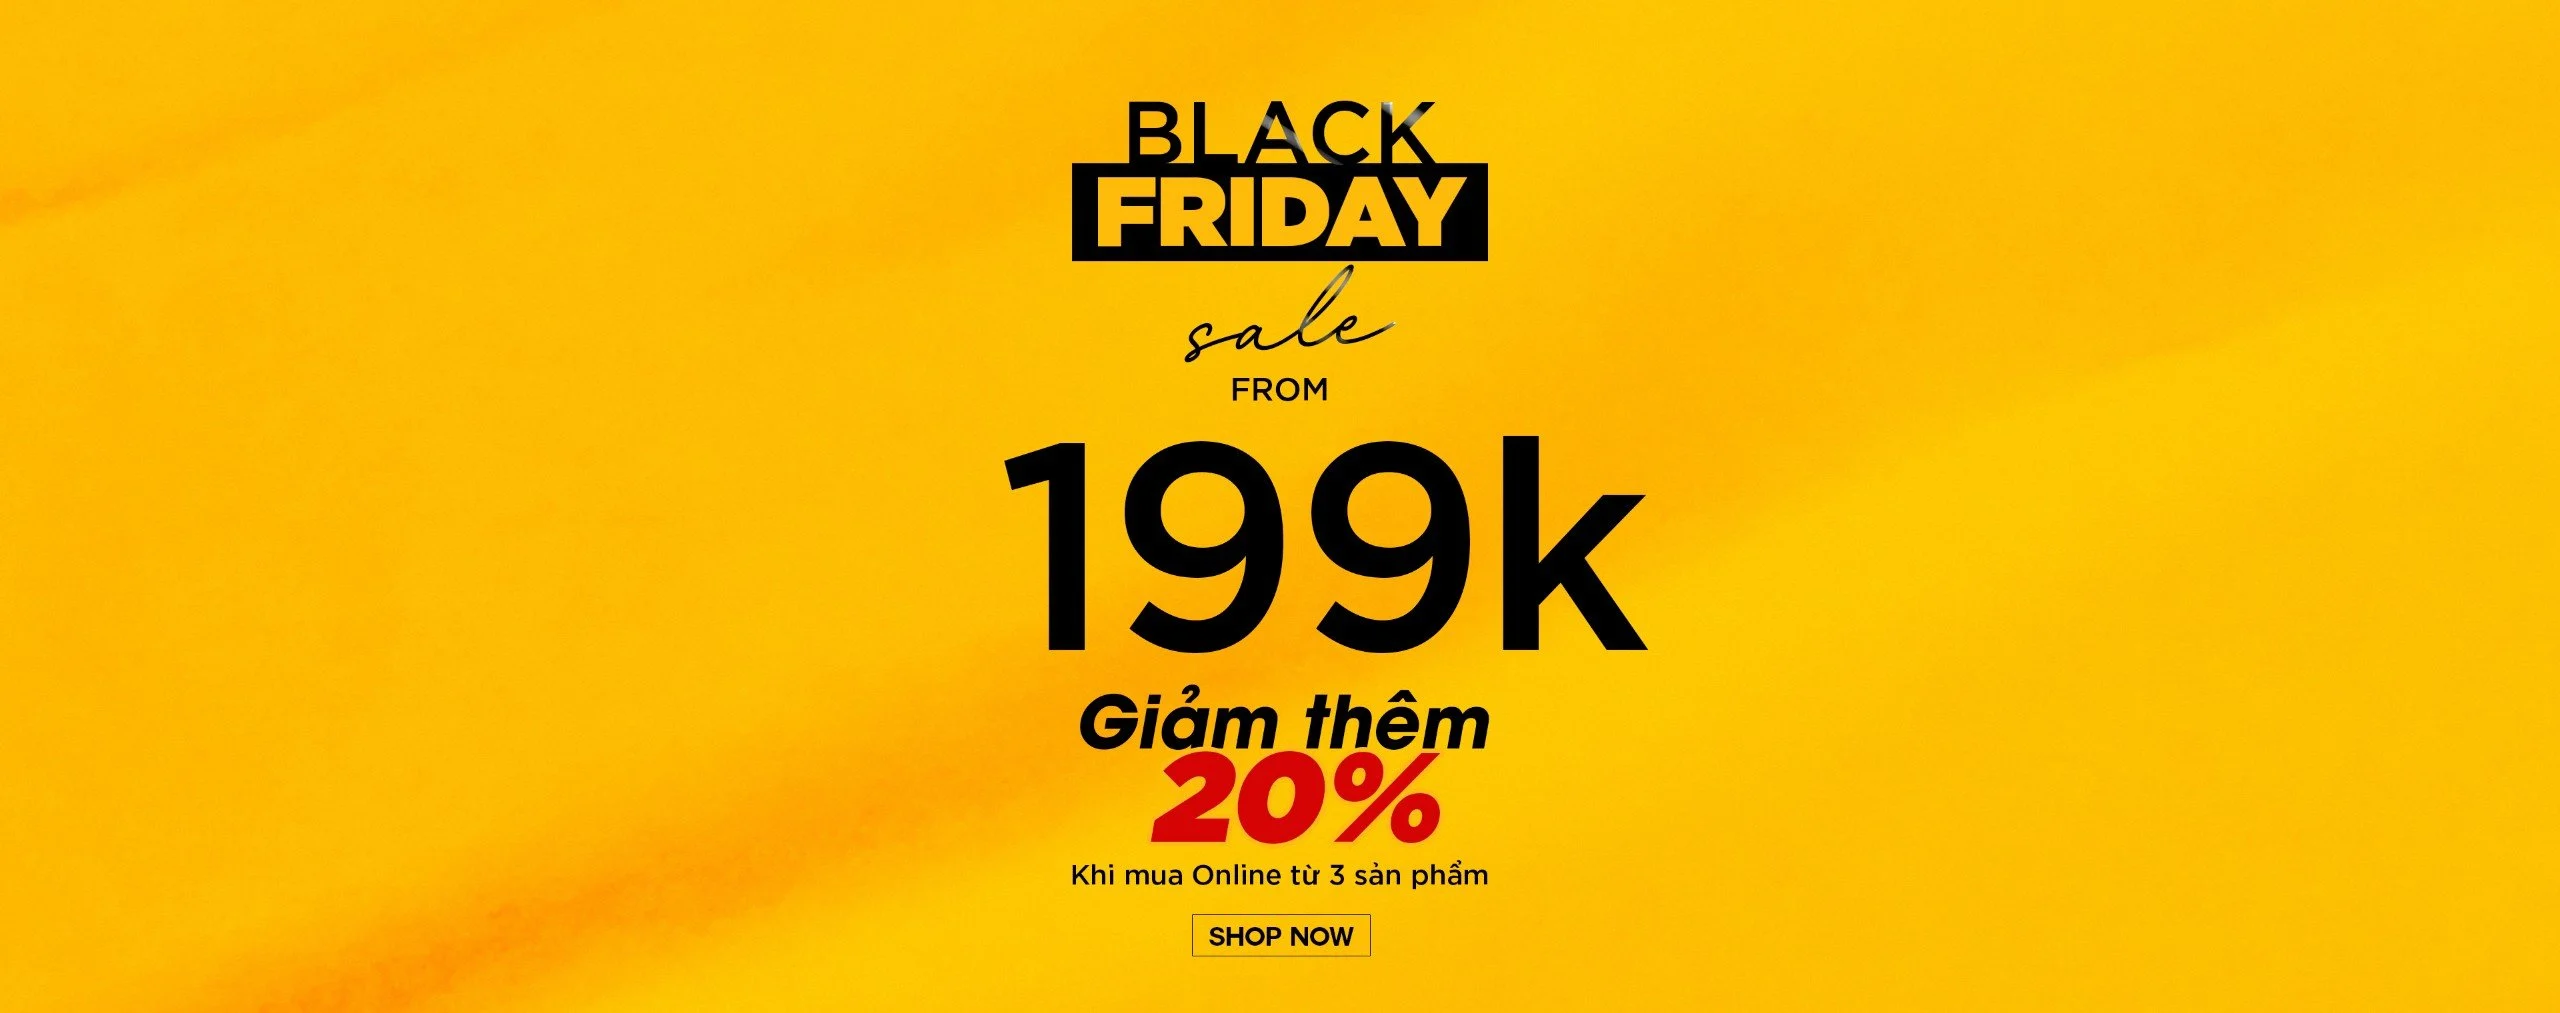 BLACK
FRIDAY
sale
FROM
199k
Giảm thêm
20%
Khi mua Online từ 3 sản phẩm
SHOP NOW